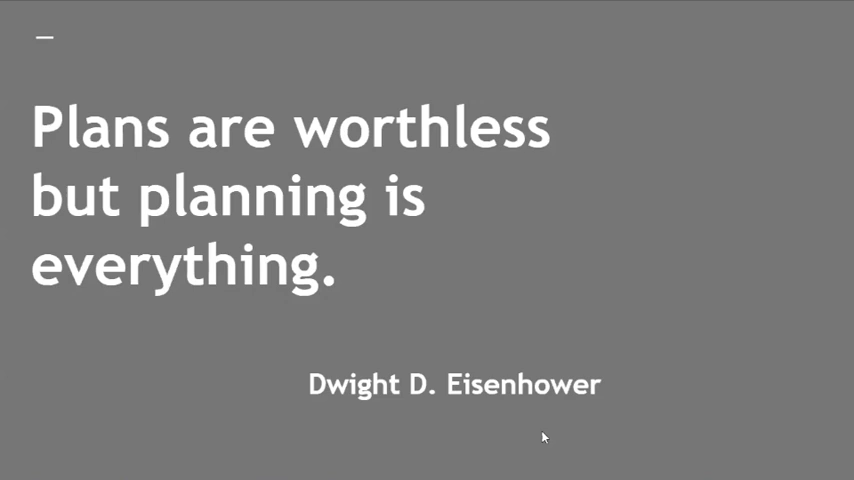 Plans are worthless
but planning is
everything.
Dwight D. Eisenhower